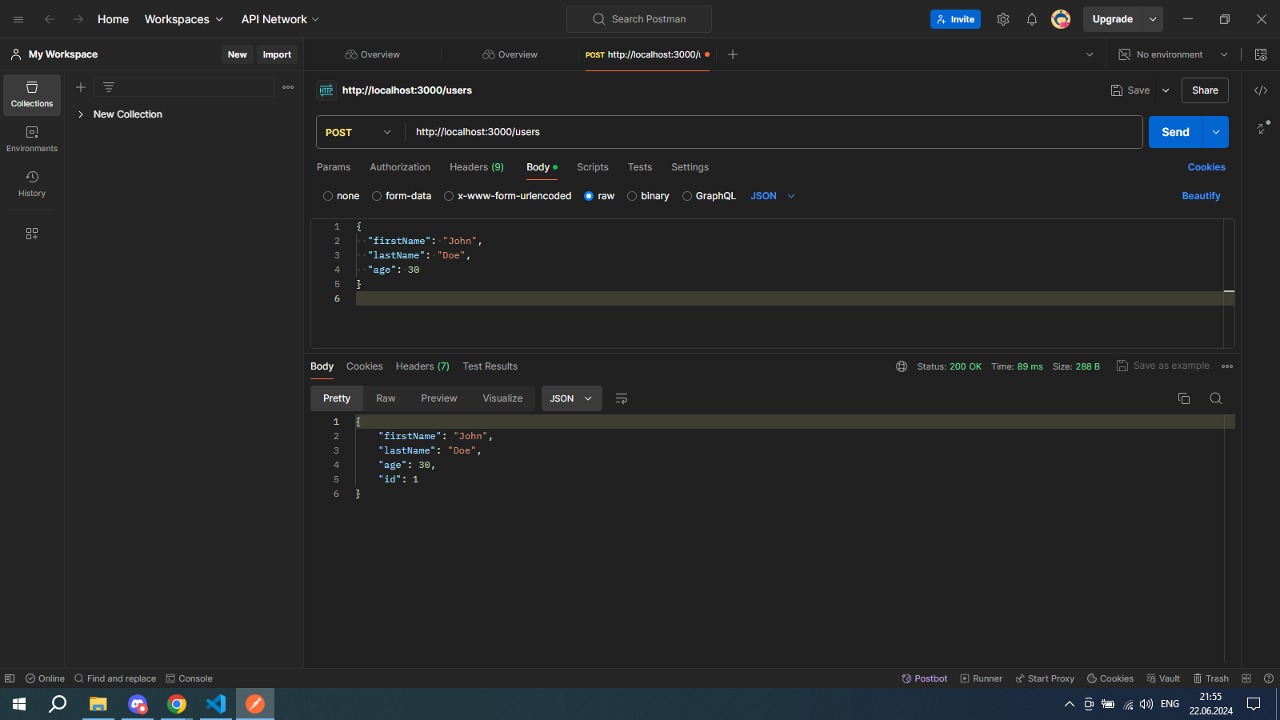 Home Workspaces API Network Search Postman Invite Upgrade
My Workspace New Import Overview Overview POST http://localhost:3000/u No environment
Collections
Environments
History
New Collection
HTTP http://localhost:3000/users Save Share
POST http://localhost:3000/users Send
Params Authorization Headers (9) Body Scripts Tests Settings Cookies
none form-data x-www-form-urlencoded raw binary GraphQL JSON Beautify
1 {
2 "firstName": "John",
3 "lastName": "Doe",
4 "age": 30
5 }
6
Body Cookies Headers (7) Test Results Status: 200 OK Time: 89 ms Size: 288 B Save as example
Pretty Raw Preview Visualize JSON
1 {
2 "firstName": "John",
3 "lastName": "Doe",
4 "age": 30,
5 "id": 1
6 }
Online Find and replace Console Postbot Runner Start Proxy Cookies Vault Trash
ENG 21:55
22.06.2024